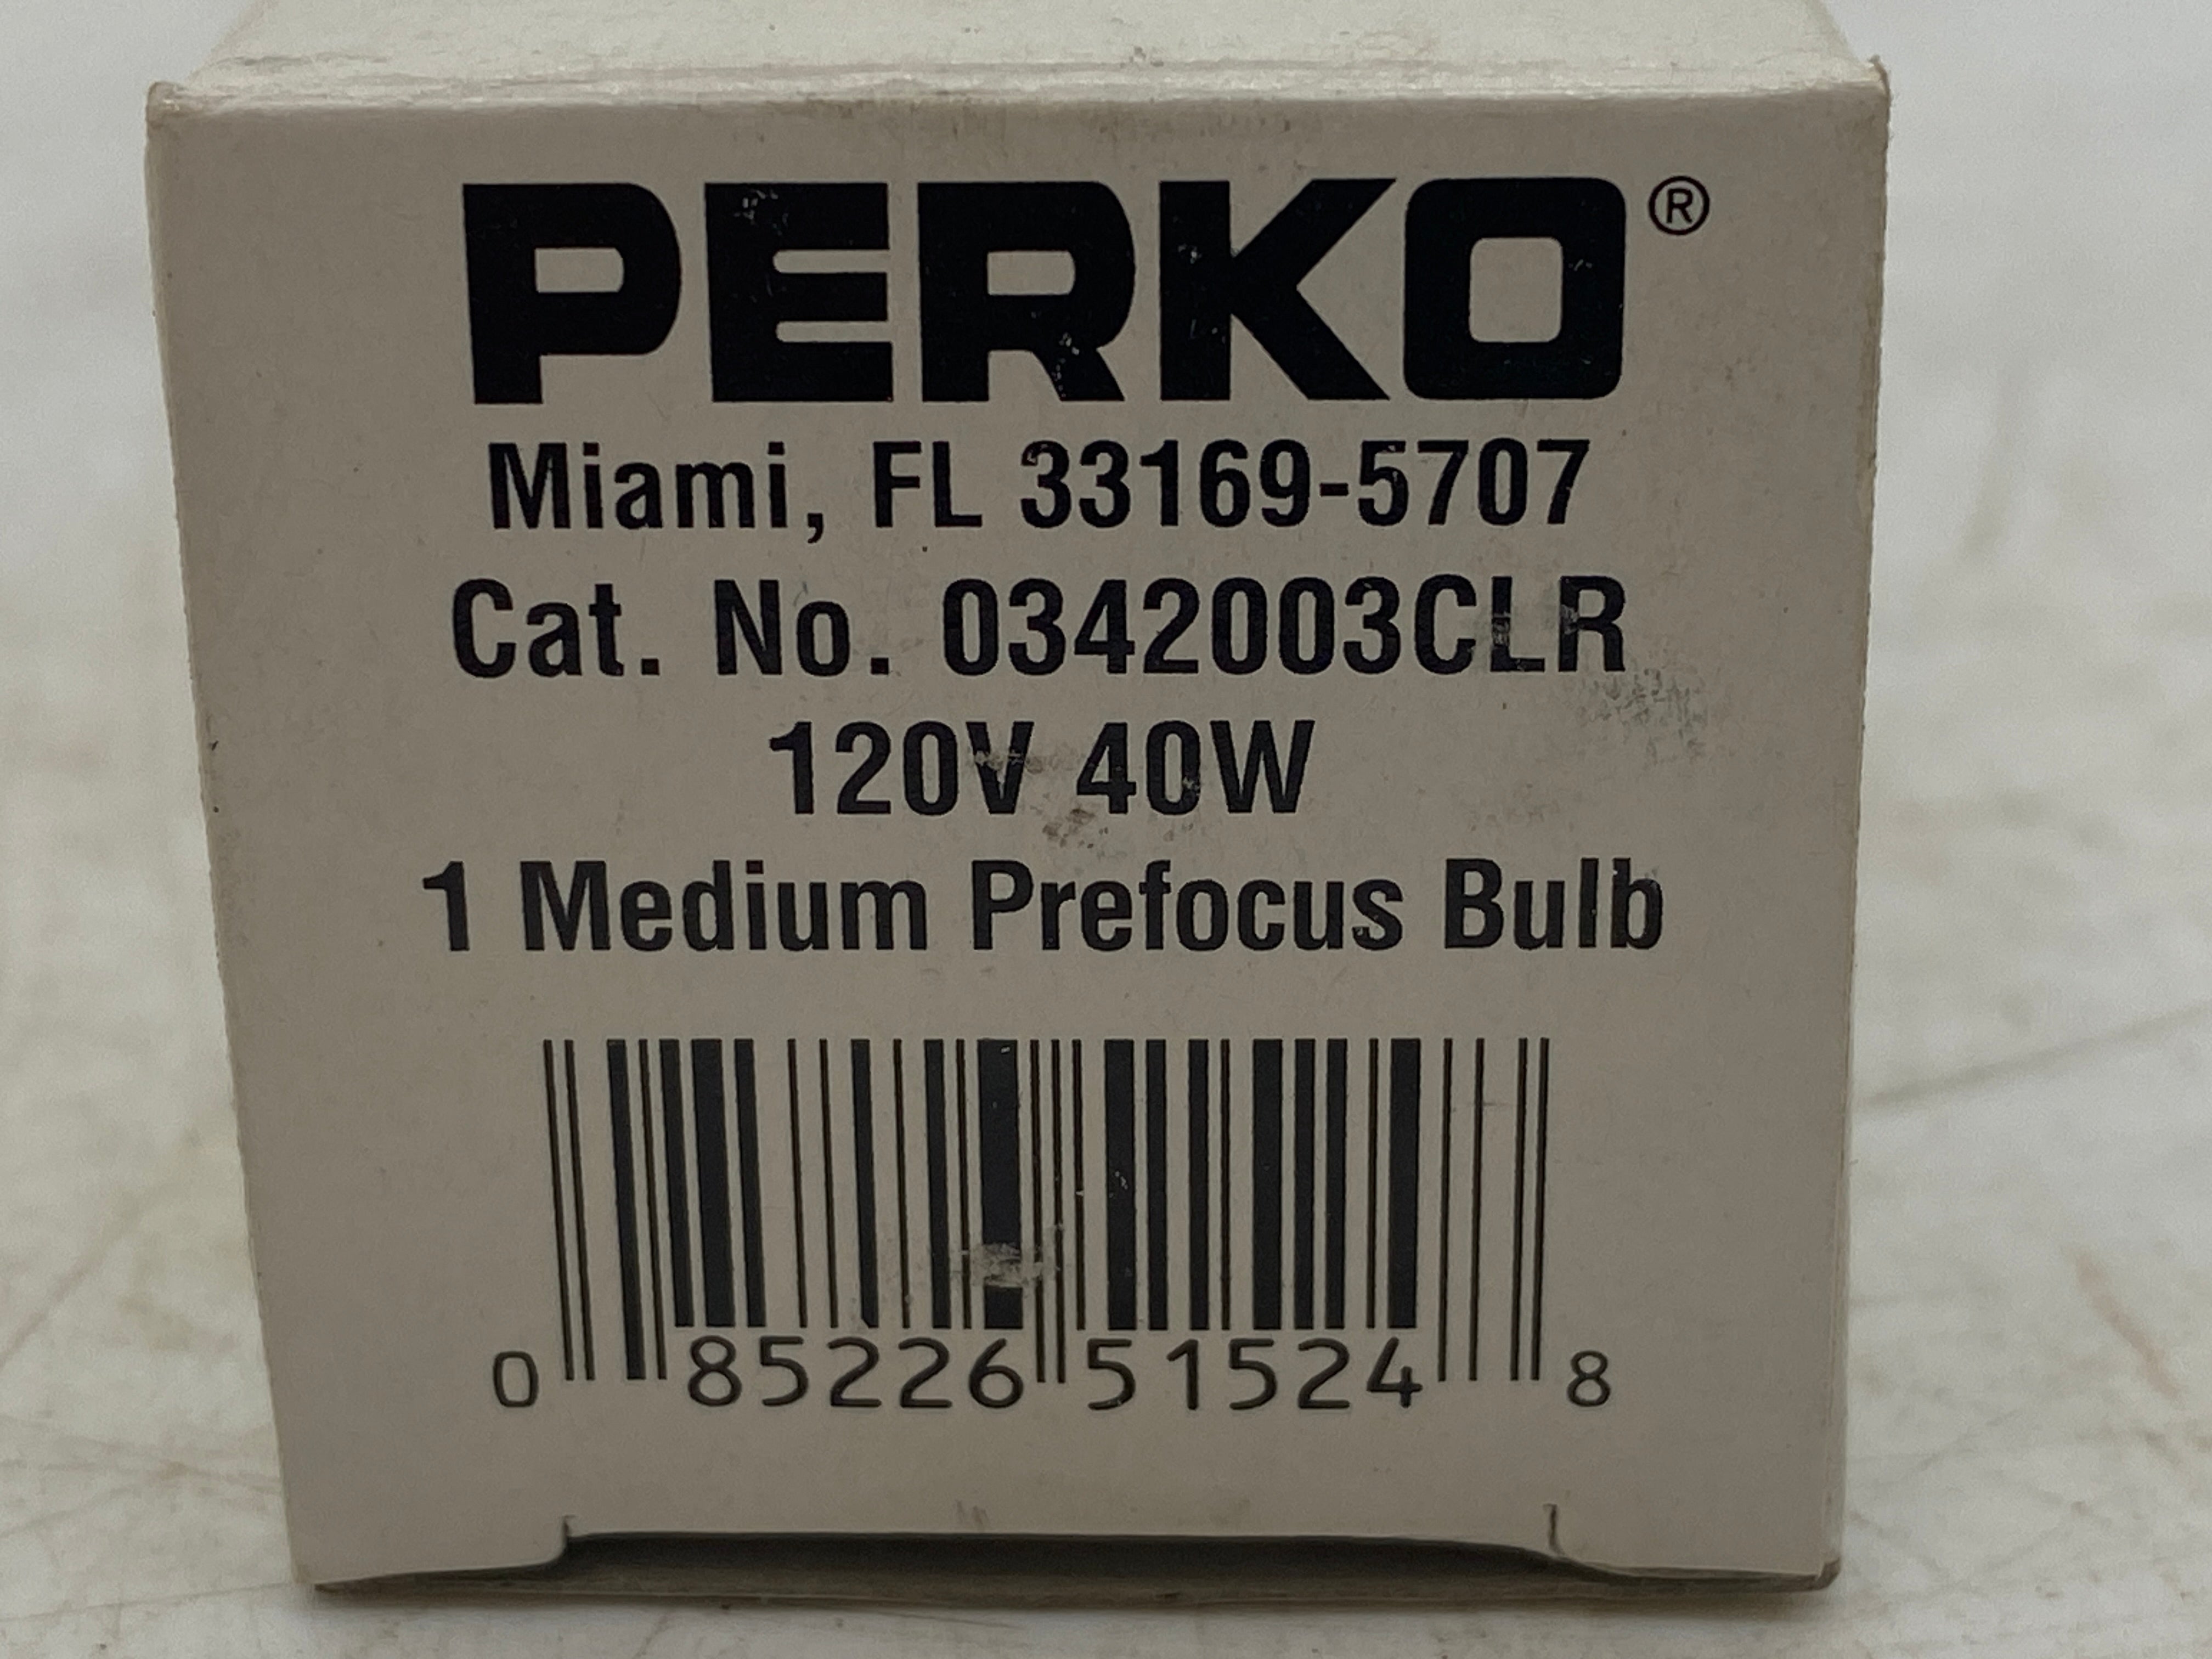 PERKO®
Miami, FL 33169-5707
Cat. No. 0342003CLR
120V 40W
1 Medium Prefocus Bulb
0 85226 51524 8